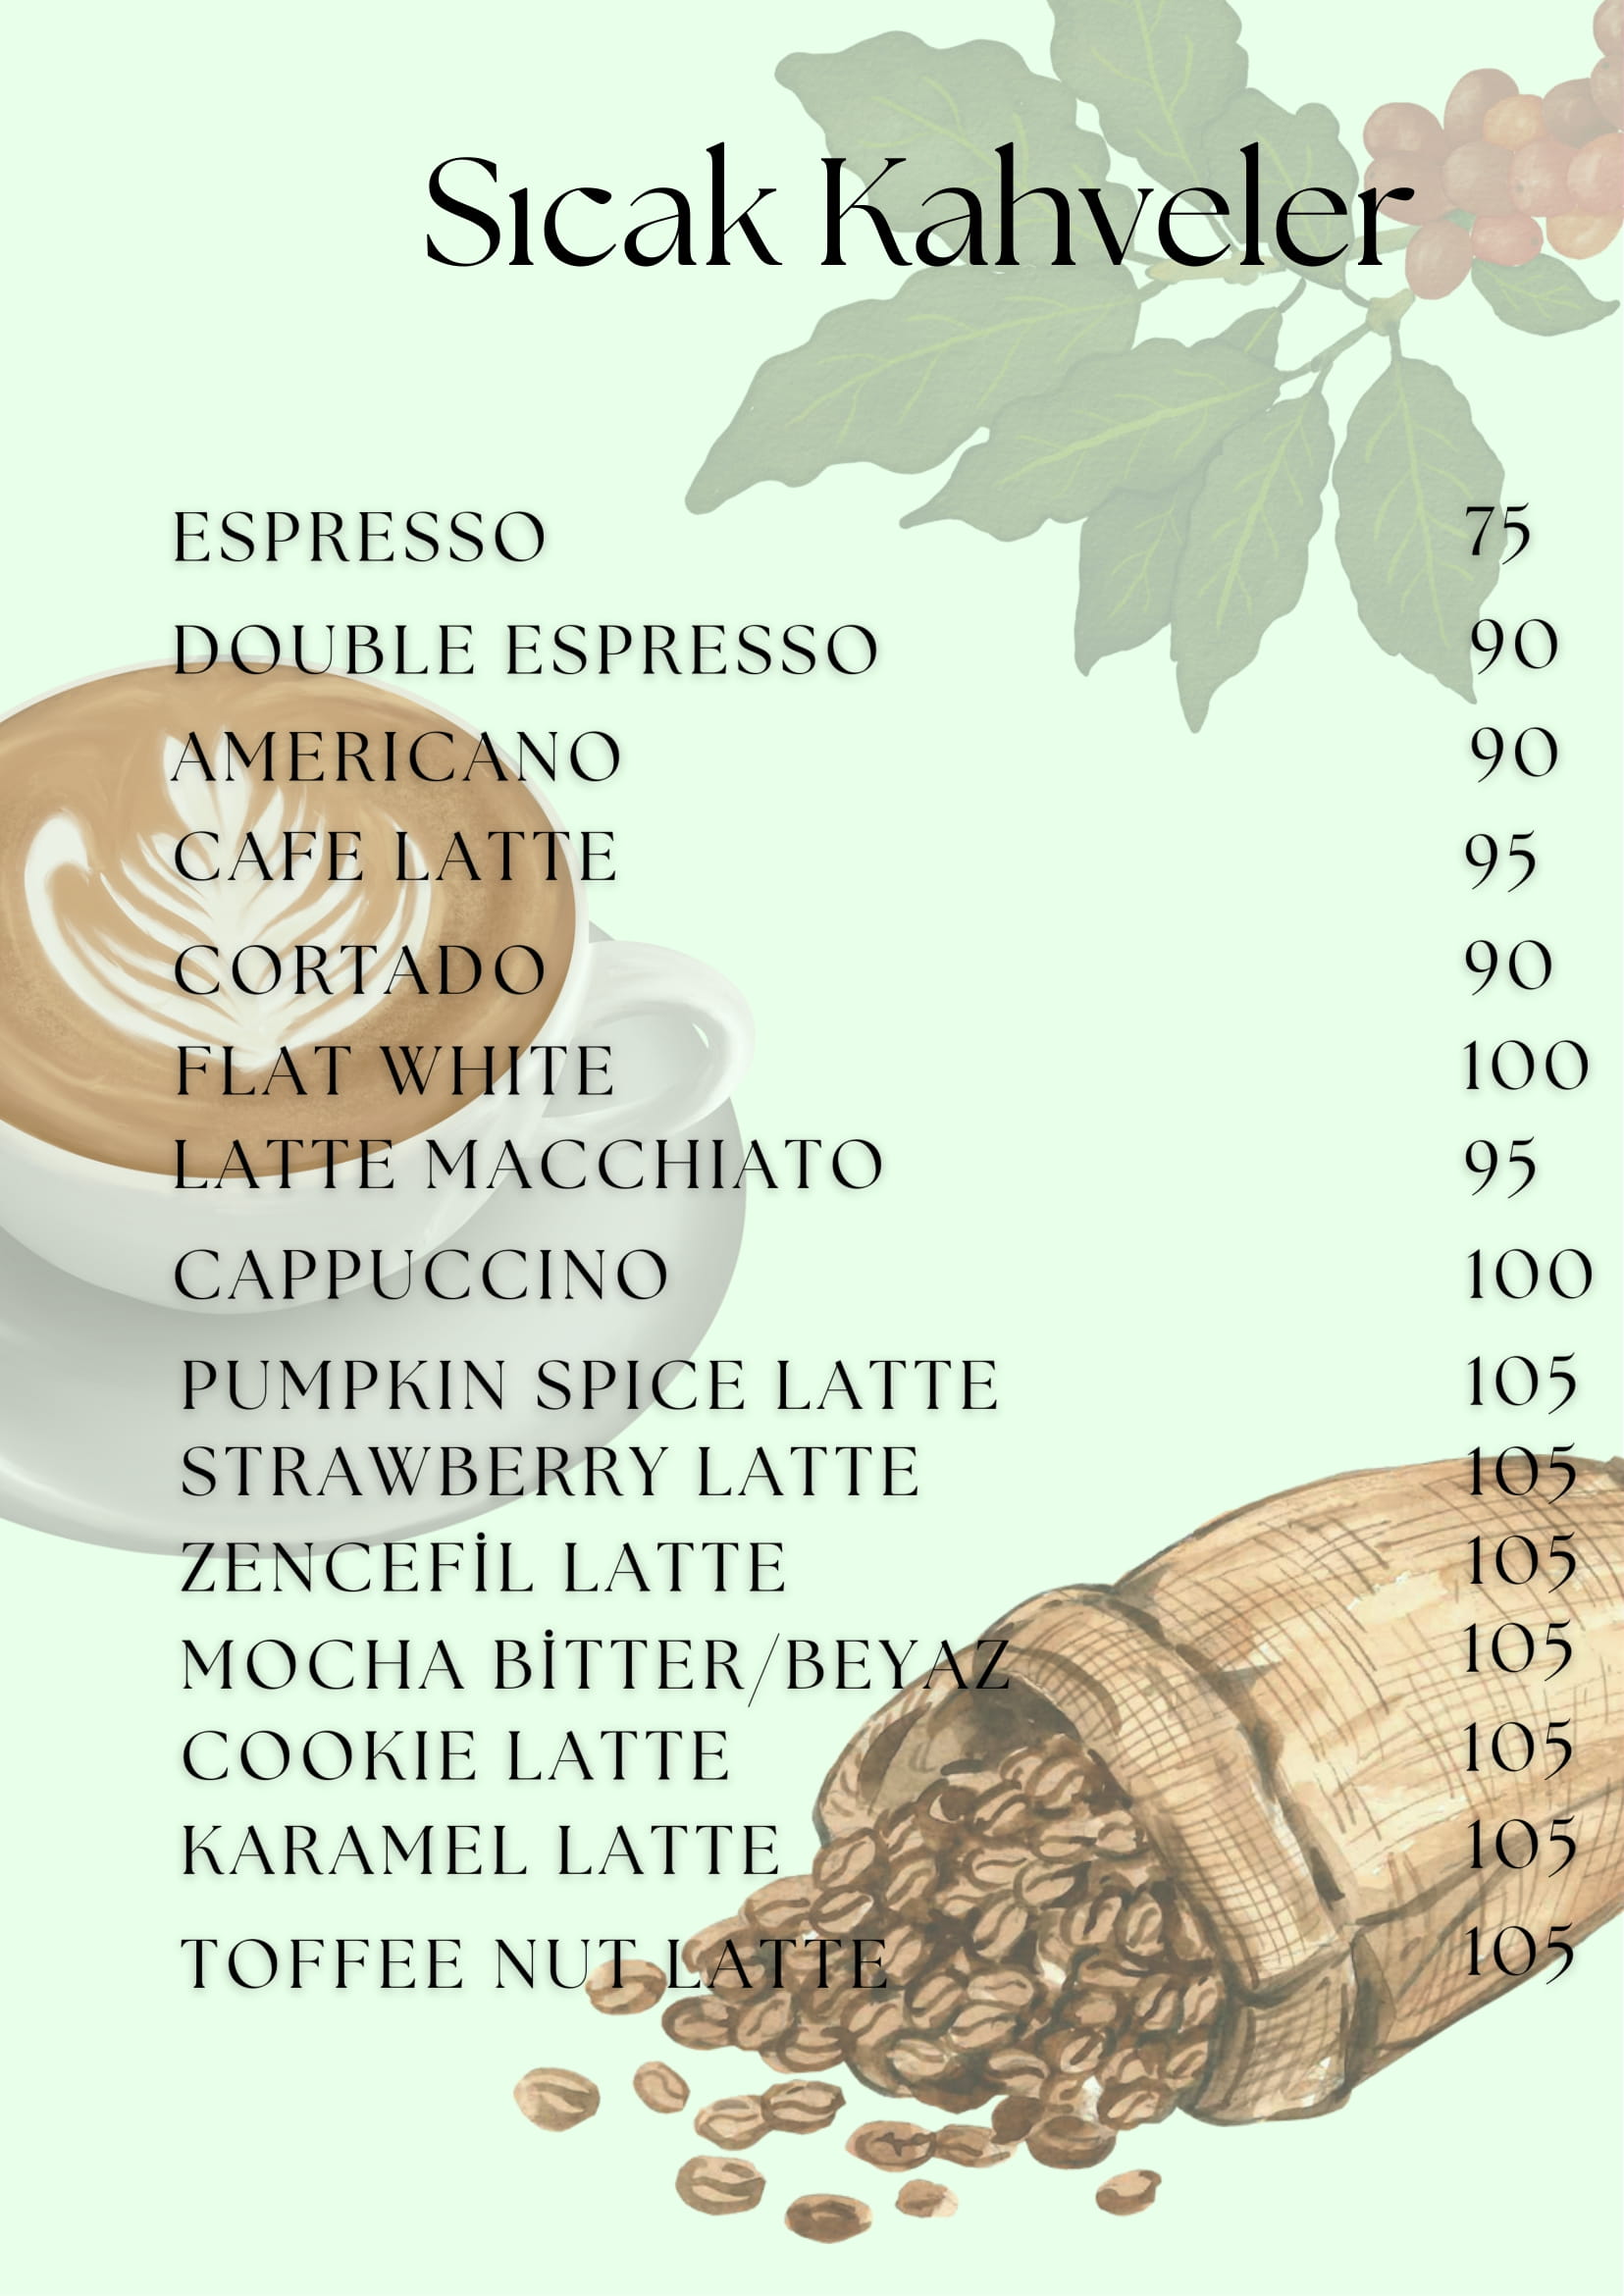 Sıcak Kahveler
ESPRESSO 75
DOUBLE ESPRESSO 90
AMERICANO 90
CAFE LATTE 95
CORTADO 90
FLAT WHITE 100
LATTE MACCHIATO 95
CAPPUCCINO 100
PUMPKIN SPICE LATTE 105
STRAWBERRY LATTE 105
ZENCEFİL LATTE 105
MOCHA BİTTER/BEYAZ 105
COOKIE LATTE 105
KARAMEL LATTE 105
TOFFEE NUT LATTE 105